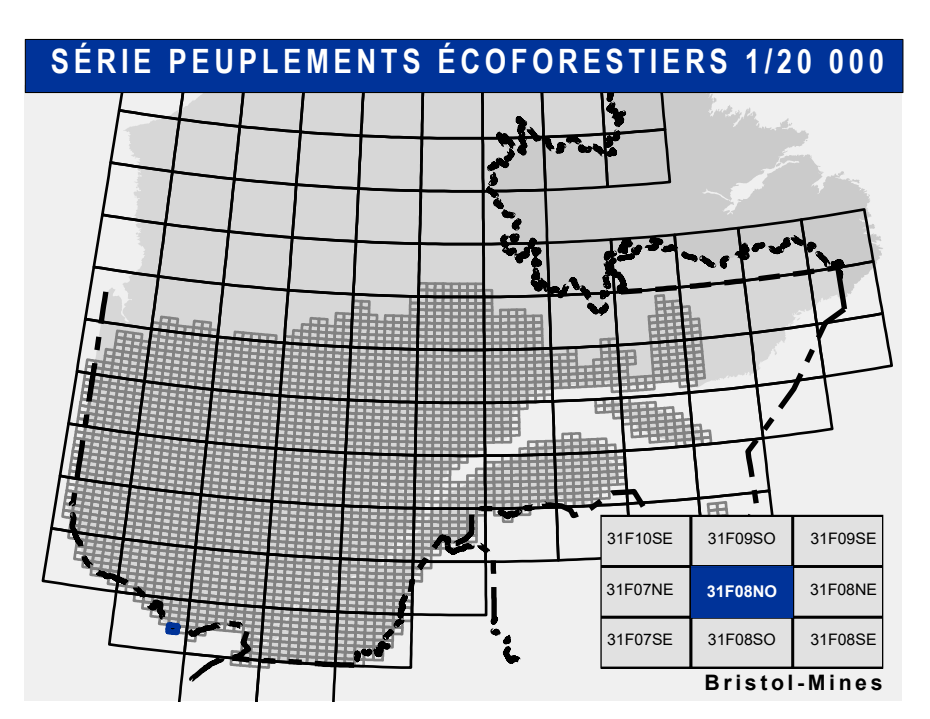 SÉRIE PEUPLEMENTS ÉCOFORESTIERS 1/20 000
31F10SE 31F09SO 31F09SE
31F07NE 31F08NO 31F08NE
31F07SE 31F08SO 31F08SE
Bristol-Mines